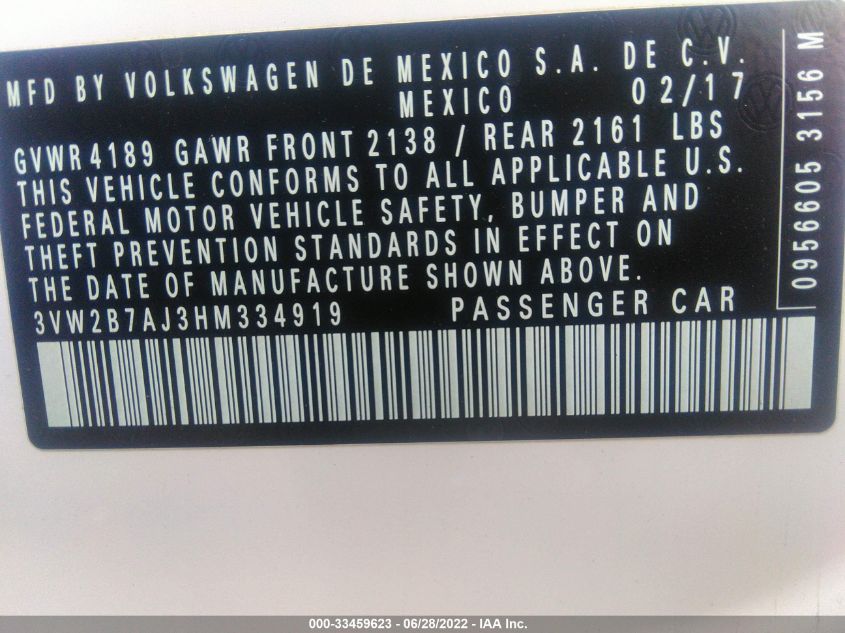 MFD BY VOLKSWAGEN DE MEXICO S.A. DE C.V.
MEXICO 02/17
GVWR 4189 GAWR FRONT 2138 / REAR 2161 LBS
THIS VEHICLE CONFORMS TO ALL APPLICABLE U.S.
FEDERAL MOTOR VEHICLE SAFETY, BUMPER AND
THEFT PREVENTION STANDARDS IN EFFECT ON
THE DATE OF MANUFACTURE SHOWN ABOVE.
3VW2B7AJ3HM334919 PASSENGER CAR
0956605 3156 M
000-33459623 - 06/28/2022 - IAA Inc.